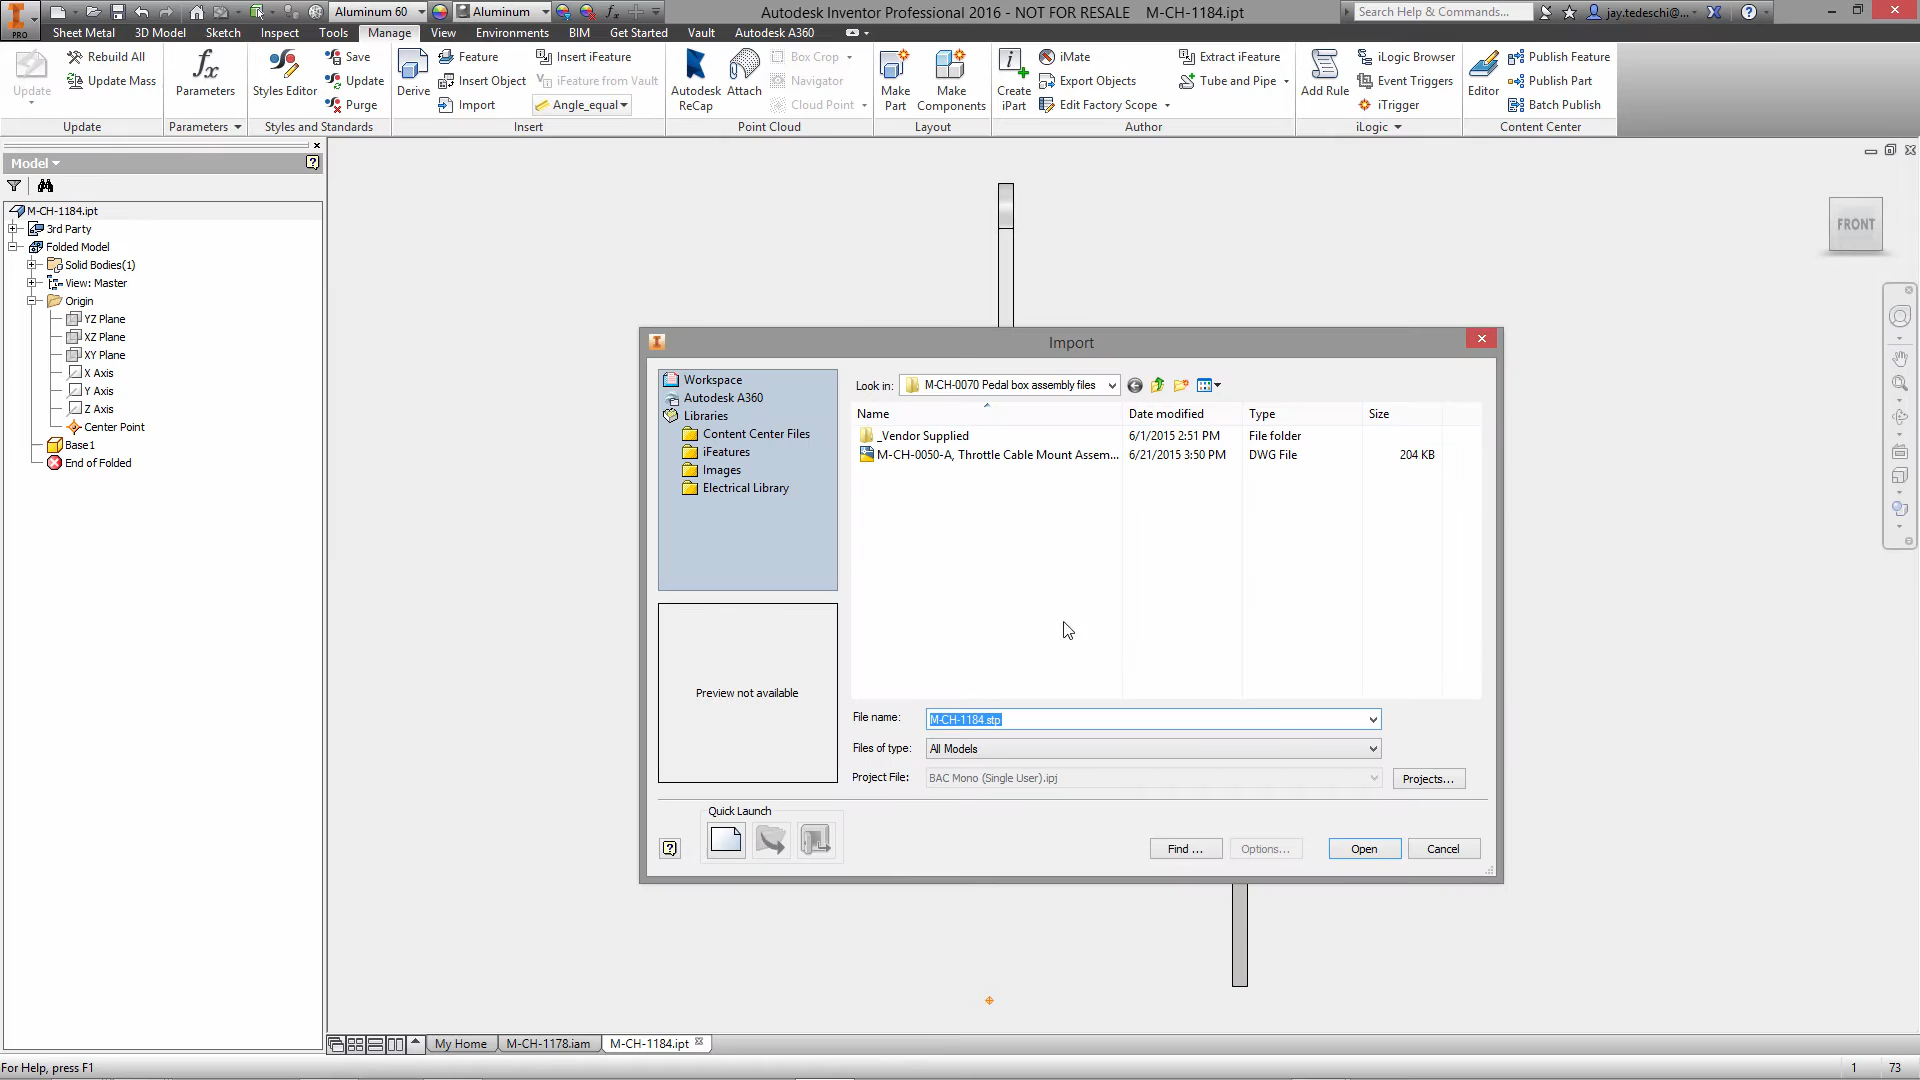 Aluminum 60
Aluminum
Autodesk Inventor Professional 2016 - NOT FOR RESALE M-CH-1184.ipt
Search Help & Commands...
jay.tedeschi@...
PRO
Sheet Metal
3D Model
Sketch
Inspect
Tools
Manage
View
Environments
BIM
Get Started
Vault
Autodesk A360
Update
Rebuild All
Update Mass
Update
fx
Parameters
Parameters
Styles Editor
Save
Update
Purge
Styles and Standards
Derive
Feature
Insert Object
Import
Insert iFeature
iFeature from Vault
Angle_equal
Insert
Autodesk
ReCap
Attach
Box Crop
Navigator
Cloud Point
Point Cloud
Make
Part
Make
Components
Layout
Create
iPart
iMate
Export Objects
Edit Factory Scope
Extract iFeature
Tube and Pipe
Author
Add Rule
iLogic Browser
Event Triggers
iTrigger
iLogic
Editor
Publish Feature
Publish Part
Batch Publish
Content Center
Model
M-CH-1184.ipt
3rd Party
Folded Model
Solid Bodies(1)
View: Master
Origin
YZ Plane
XZ Plane
XY Plane
X Axis
Y Axis
Z Axis
Center Point
Base1
End of Folded
FRONT
Import
Workspace
Autodesk A360
Libraries
Content Center Files
iFeatures
Images
Electrical Library
Preview not available
Look in:
M-CH-0070 Pedal box assembly files
Name
Date modified
Type
Size
_Vendor Supplied
6/1/2015 2:51 PM
File folder
M-CH-0050-A, Throttle Cable Mount Assem...
6/21/2015 3:50 PM
DWG File
204 KB
File name:
M-CH-1184.stp
Files of type:
All Models
Project File:
BAC Mono (Single User).ipj
Projects...
Quick Launch
Find ...
Options...
Open
Cancel
My Home
M-CH-1178.iam
M-CH-1184.ipt
For Help, press F1
1
73